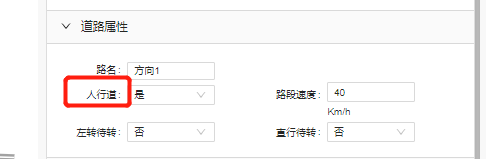 道路属性
路名： 方向1
人行道： 是 路段速度： 40
Km/h
左转待转： 否 直行待转： 否